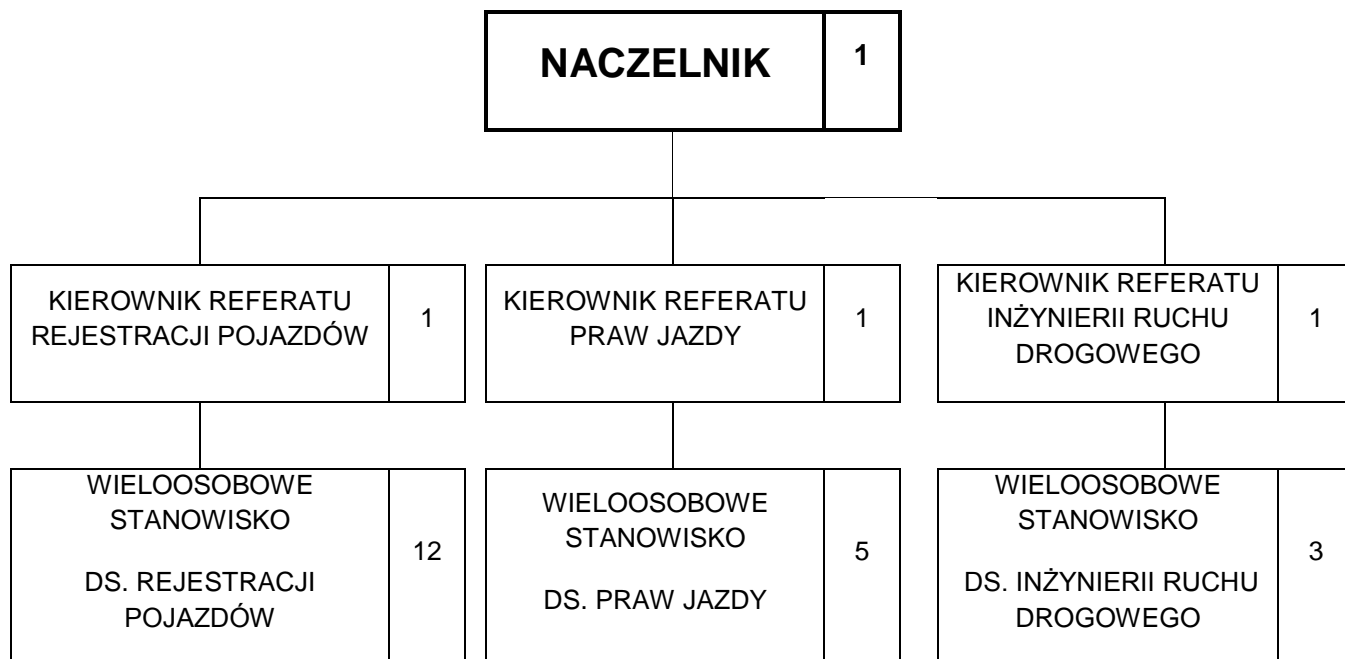 NACZELNIK
1
KIEROWNIK REFERATU
REJESTRACJI POJAZDÓW
1
KIEROWNIK REFERATU
PRAW JAZDY
1
KIEROWNIK REFERATU
INŻYNIERII RUCHU
DROGOWEGO
1
WIELOOSOBOWE
STANOWISKO
DS. REJESTRACJI
POJAZDÓW
12
WIELOOSOBOWE
STANOWISKO
DS. PRAW JAZDY
5
WIELOOSOBOWE
STANOWISKO
DS. INŻYNIERII RUCHU
DROGOWEGO
3